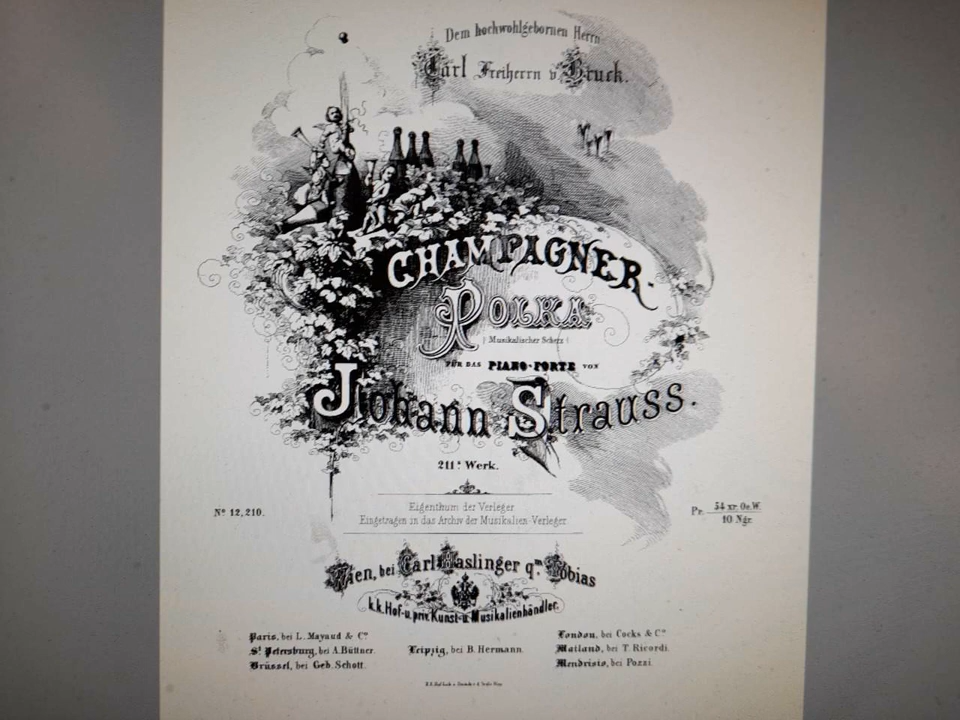 Dem hochwohlgebornen Herrn
Carl Freiherrn v Bruck.
CHAMPAGNER-
POLKA
( Musikalischer Scherz )
FÜR DAS PIANO-FORTE VON
Johann Strauss.
211s Werk.
No 12,210.
Pr. 54 xr. Oe.W.
10 Ngr.
Eigenthum der Verleger
Eingetragen in das Archiv der Musikalien-Verleger
Wien, bei Carl Haslinger qm Tobias
k.k. Hof- u. priv. Kunst- u. Musikalienhändler.
Paris, bei L. Mayaud & Co
St Petersburg, bei A. Büttner.
Brüssel, bei Geb. Schott.
Leipzig, bei B. Hermann.
London, bei Cocks & Co
Mailand, bei T. Ricordi.
Mendrisio, bei Pozzi.